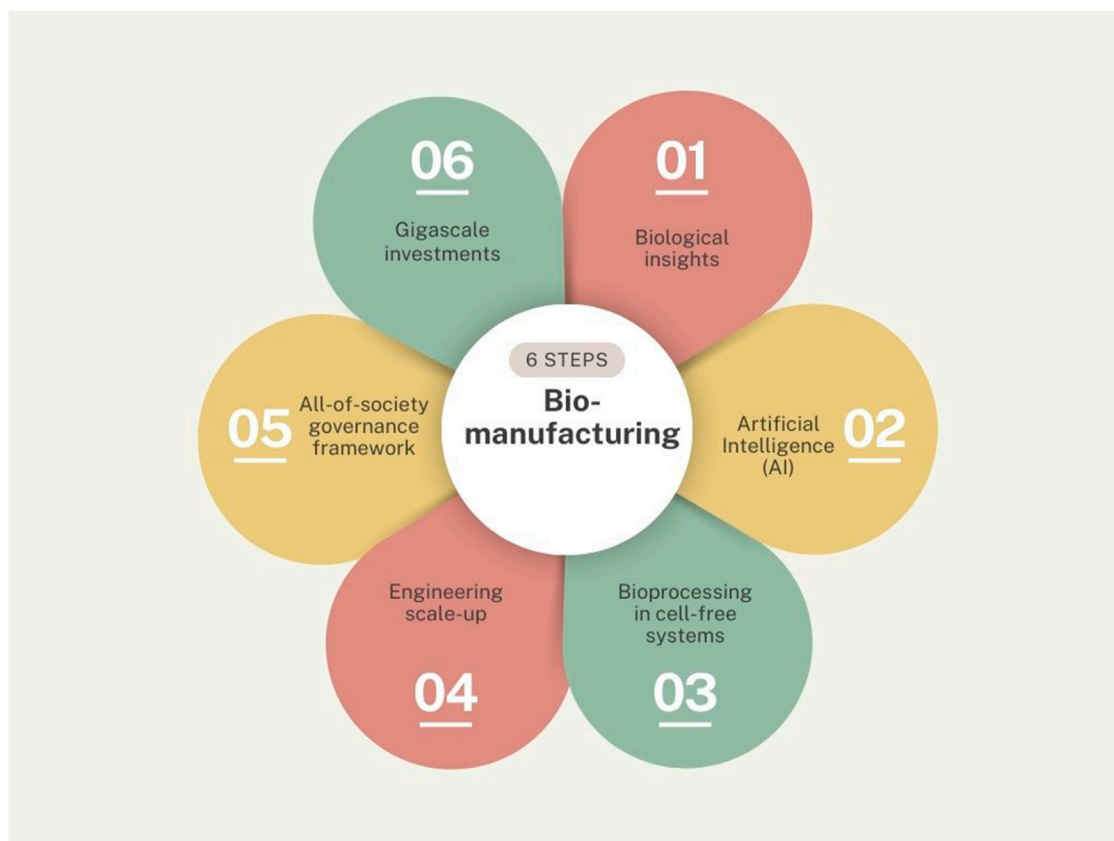 6 STEPS
Bio-
manufacturing
01
Biological
insights
02
Artificial
Intelligence
(AI)
03
Bioprocessing
in cell-free
systems
04
Engineering
scale-up
05
All-of-society
governance
framework
06
Gigascale
investments